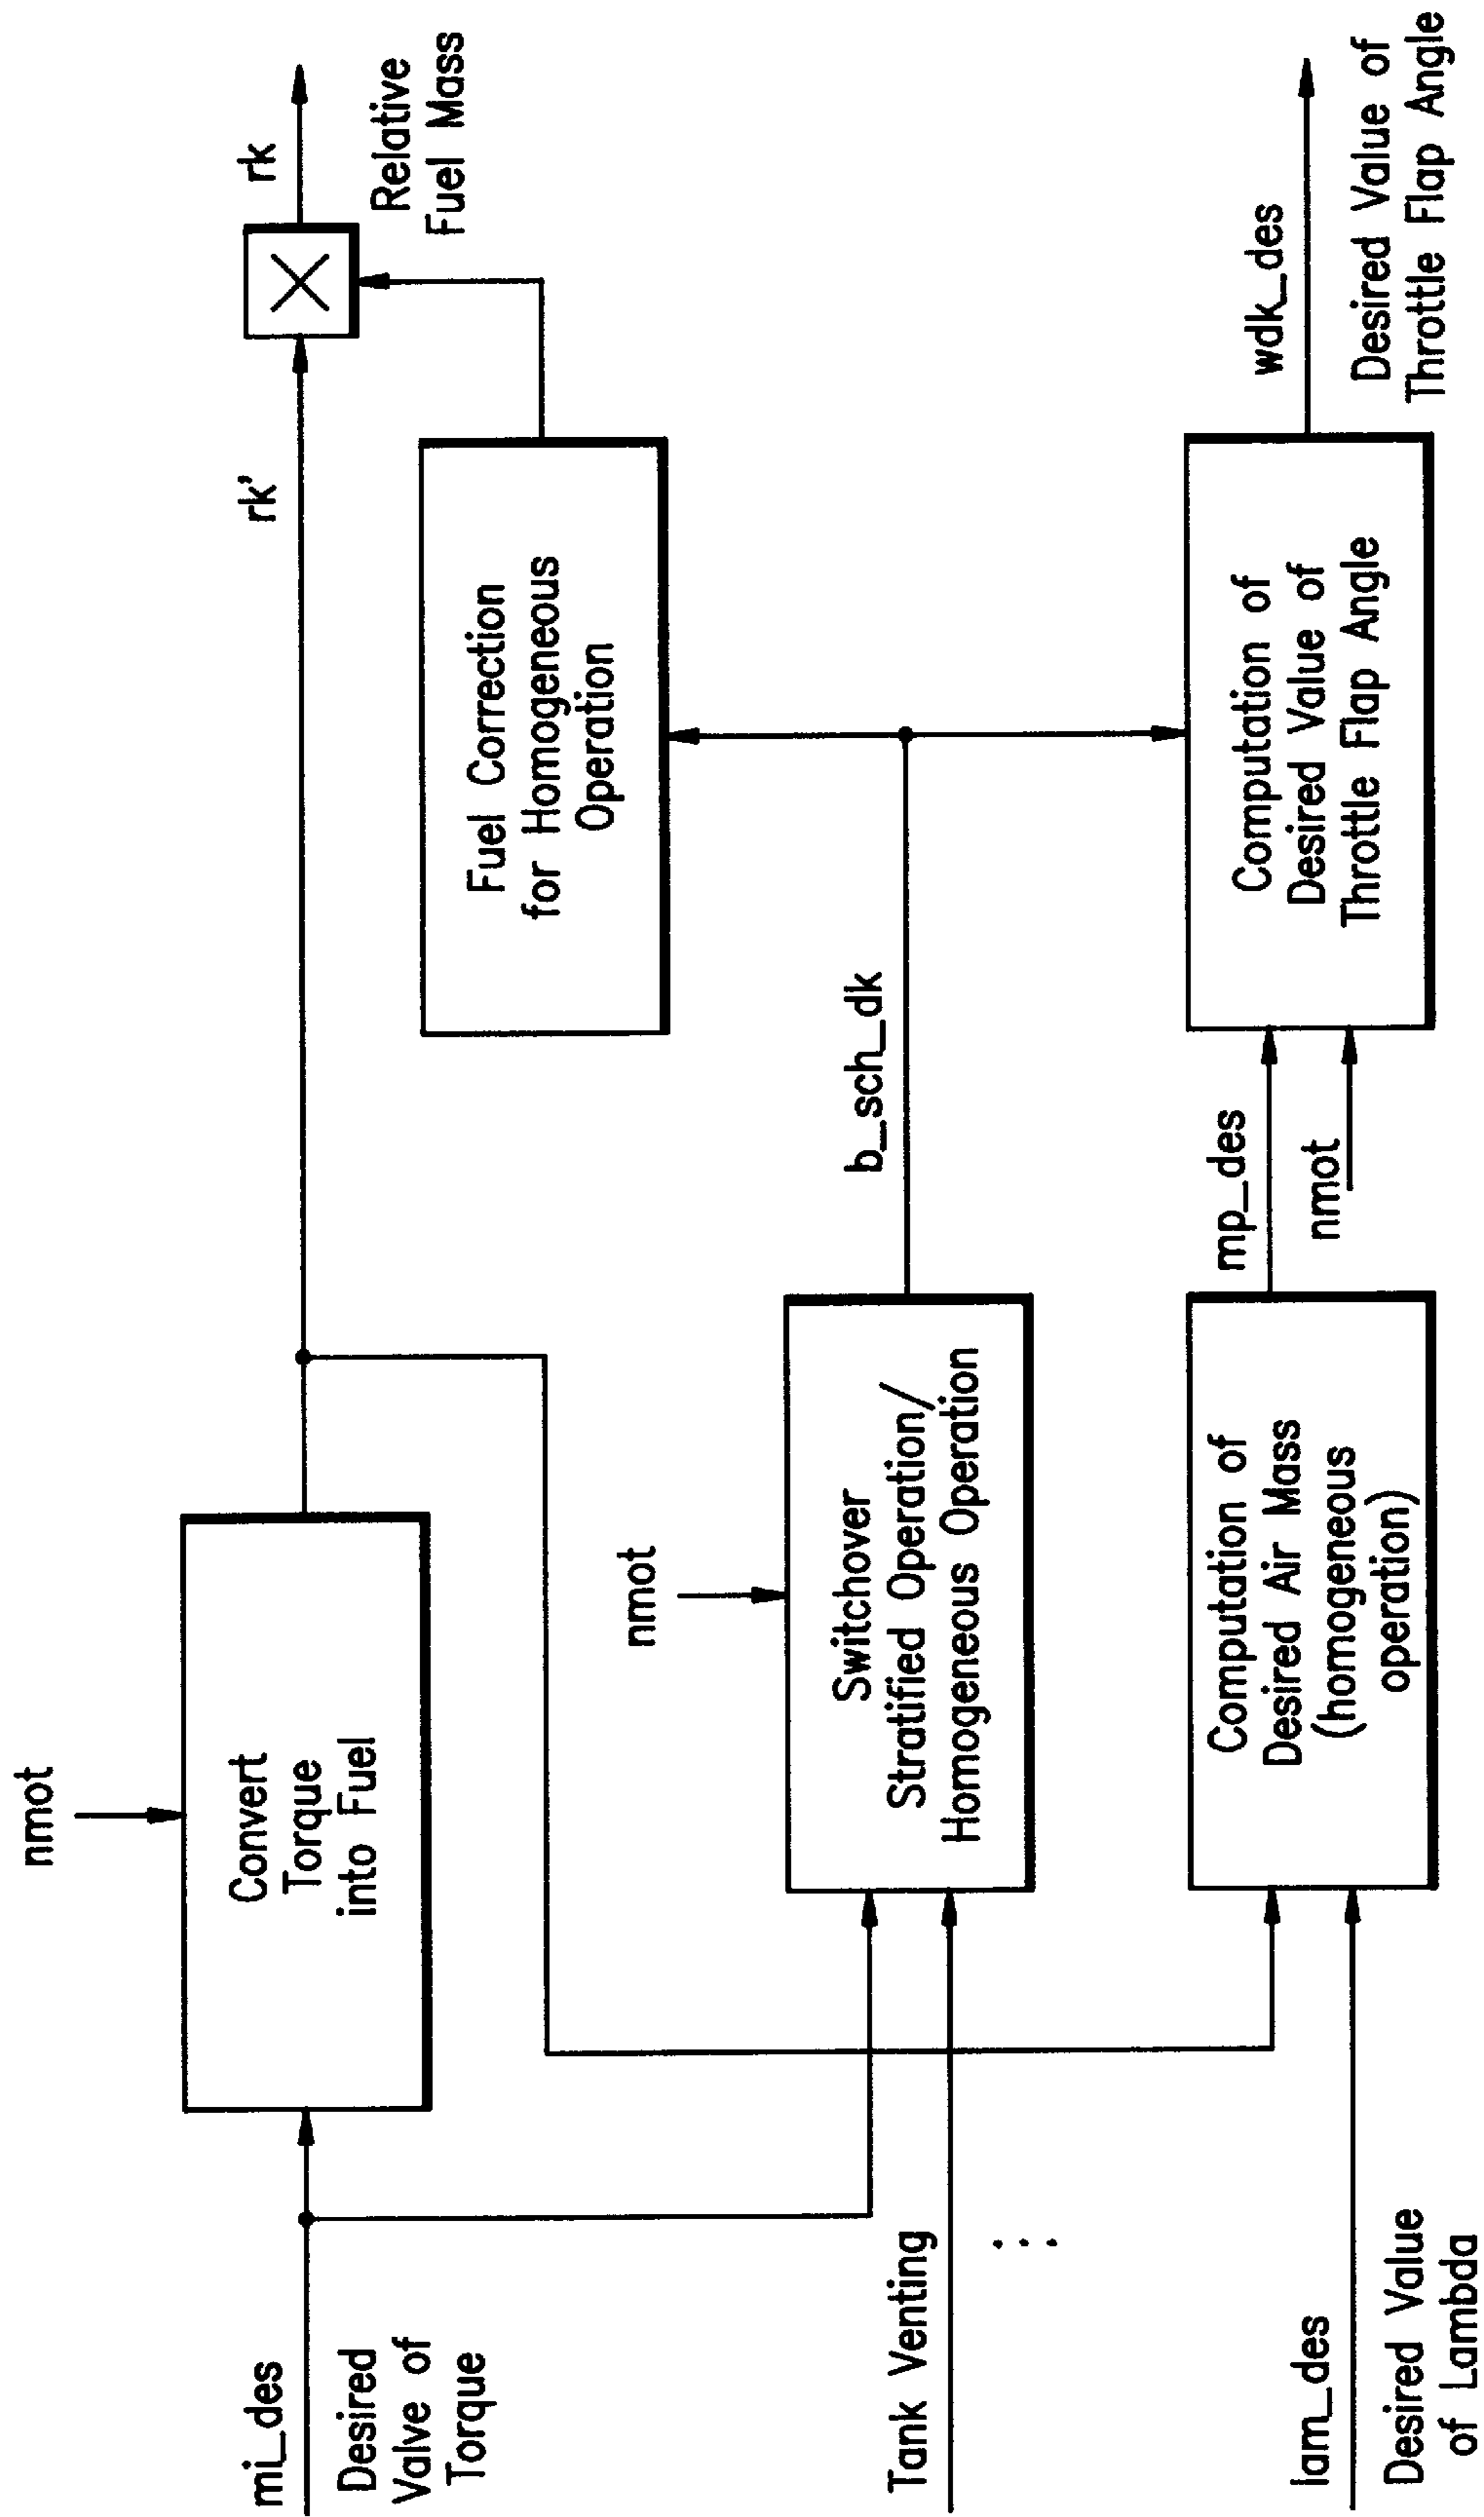 nmot
mi_des
Desired
Valve of
Torque
Convert
Torque
into Fuel
rk'
rk
Relative
Fuel Mass
Fuel Correction
for Homogeneous
Operation
nmot
Tank Venting
Switchover
Stratified Operation/
Homogeneous Operation
b_sch_dk
lam_des
Desired Value
of Lambda
Computation of
Desired Air Mass
(homogeneous
operation)
mp_des
nmot
Computation of
Desired Value of
Throttle Flap Angle
wdk_des
Desired Value of
Throttle Flap Angle